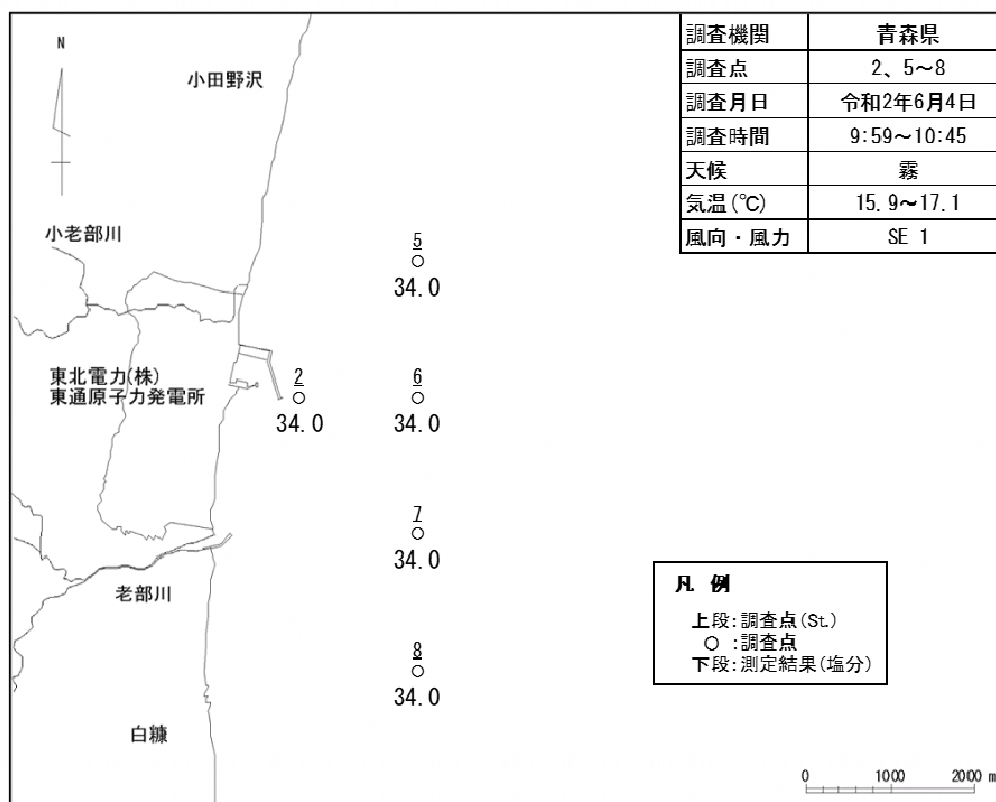 調査機関 青森県
調査点 2、5～8
調査月日 令和2年6月4日
調査時間 9:59～10:45
天候 霧
気温(℃) 15.9～17.1
風向・風力 SE 1
N
小田野沢
小老部川
5
34.0
東北電力(株)
東通原子力発電所
2
34.0
6
34.0
7
34.0
老部川
8
34.0
白糠
凡 例
上段:調査点(St.)
○ :調査点
下段:測定結果(塩分)
0 1000 2000 m